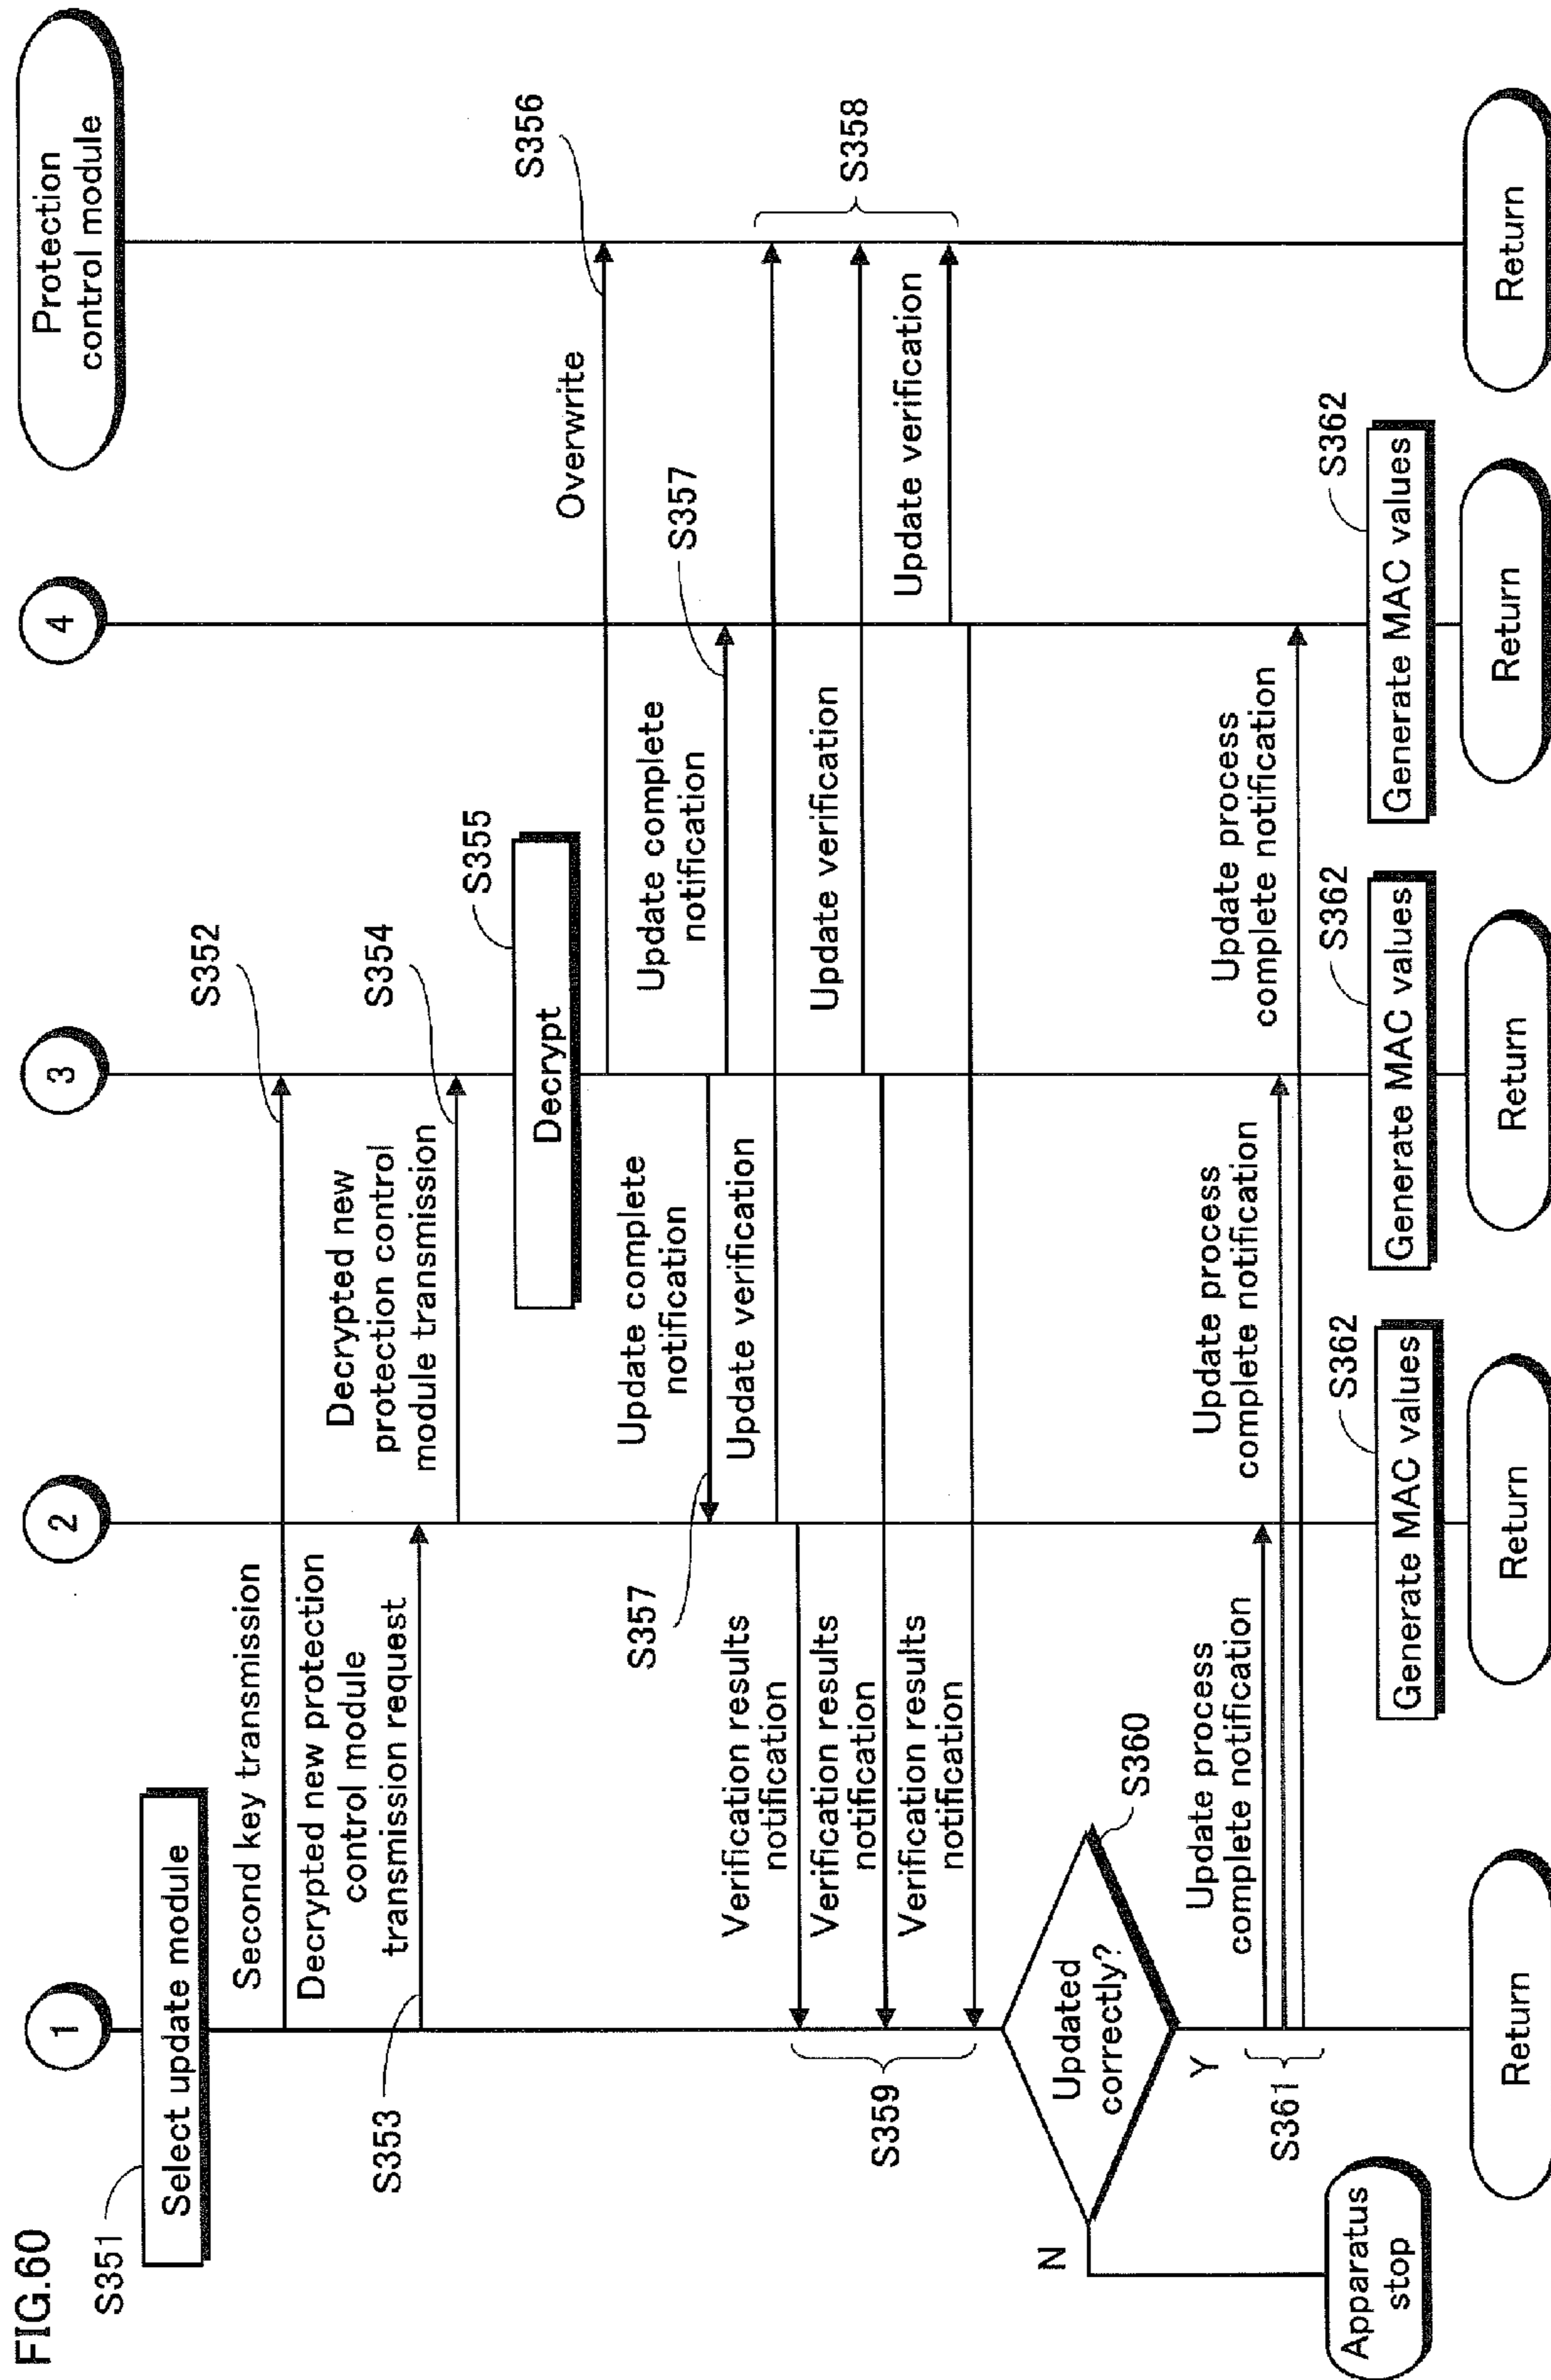 FIG.60
1
2
3
4
Protection
control module
S351
Select update module
Second key transmission
S352
Decrypted new protection
control module
transmission request
S353
Decrypted new
protection control
module transmission
S354
Decrypt
S355
Overwrite
S356
Update complete
notification
S357
Update complete
notification
S357
Update verification
Update verification
Update verification
S358
Verification results
notification
Verification results
notification
Verification results
notification
S359
Updated
correctly?
S360
N
Y
Apparatus
stop
S361
Update process
complete notification
Update process
complete notification
Update process
complete notification
Generate MAC values
S362
Generate MAC values
S362
Generate MAC values
S362
Return
Return
Return
Return
Return